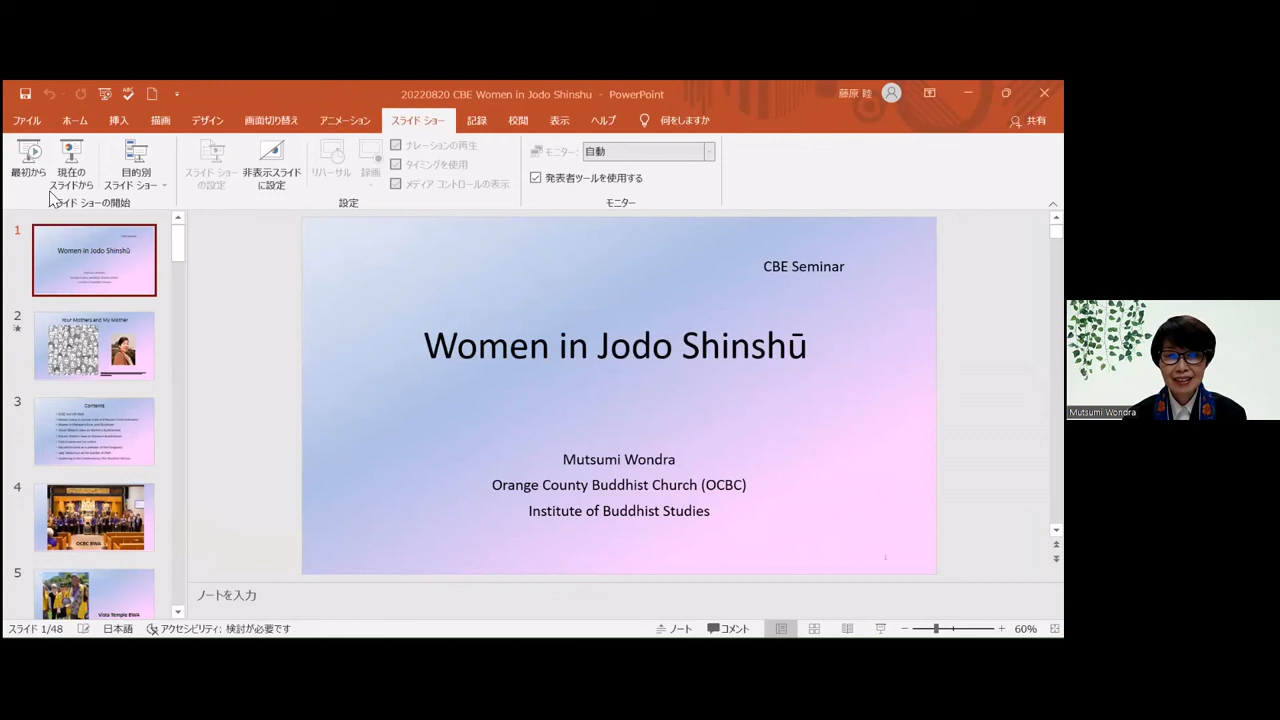 20220820 CBE Women in Jodo Shinshu - PowerPoint
藤原 睦
ファイル
ホーム
挿入
描画
デザイン
画面切り替え
アニメーション
スライド ショー
記録
校閲
表示
ヘルプ
何をしますか
共有
最初から
現在の
スライドから
目的別
スライド ショー
スライド ショー
の設定
非表示スライド
に設定
リハーサル
録画
ナレーションの再生
タイミングを使用
メディア コントロールの表示
モニター:
自動
発表者ツールを使用する
スライド ショーの開始
設定
モニター
1
Women in Jodo Shinshū
2
Your Mothers and My Mother
3
Contents
4
OCBC BWA
5
Vista Temple BWA
CBE Seminar
Women in Jodo Shinshū
Mutsumi Wondra
Orange County Buddhist Church (OCBC)
Institute of Buddhist Studies
1
Mutsumi Wondra
ノートを入力
スライド 1/48
日本語
アクセシビリティ: 検討が必要です
ノート
コメント
60%